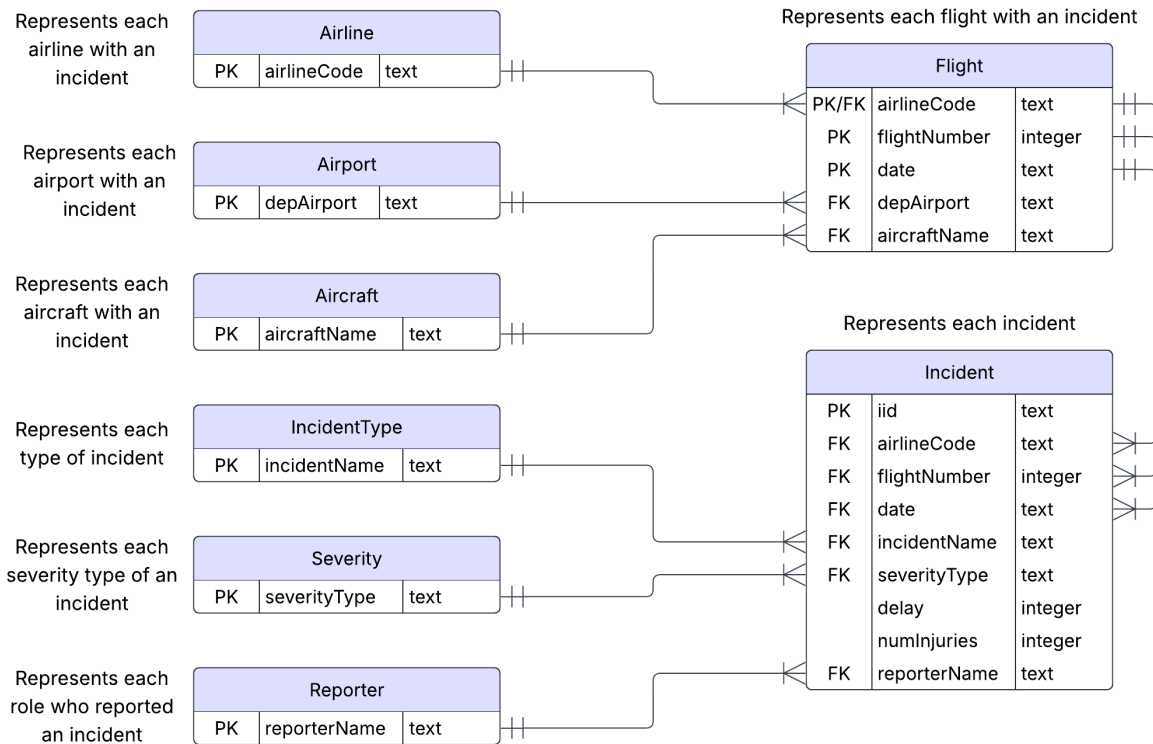 Represents each
airline with an
incident
Airline
PK airlineCode text
Represents each
airport with an
incident
Airport
PK depAirport text
Represents each
aircraft with an
incident
Aircraft
PK aircraftName text
Represents each
type of incident
IncidentType
PK incidentName text
Represents each
severity type of an
incident
Severity
PK severityType text
Represents each
role who reported
an incident
Reporter
PK reporterName text
Represents each flight with an incident
Flight
PK/FK airlineCode text
PK flightNumber integer
PK date text
FK depAirport text
FK aircraftName text
Represents each incident
Incident
PK iid text
FK airlineCode text
FK flightNumber integer
FK date text
FK incidentName text
FK severityType text
delay integer
numInjuries integer
FK reporterName text